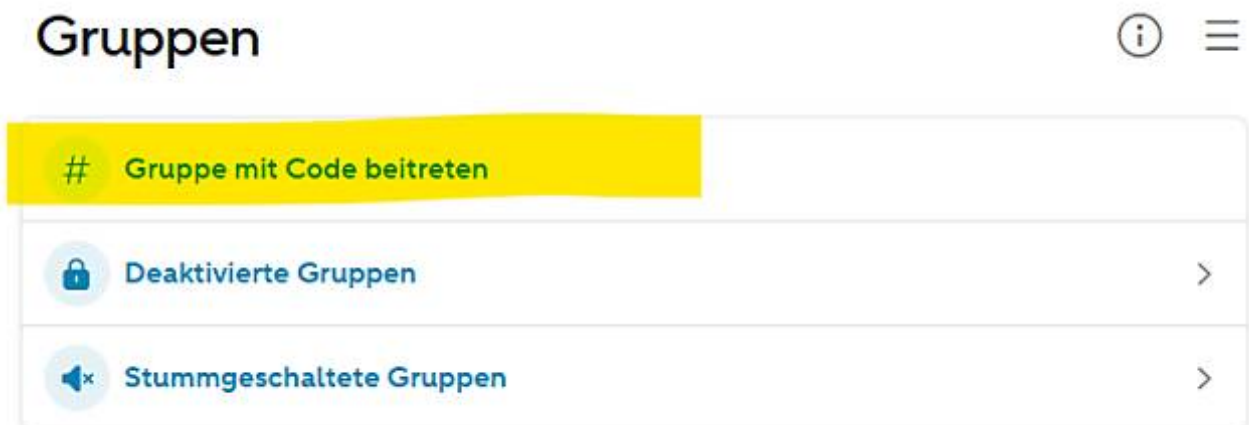 Gruppen
# Gruppe mit Code beitreten
Deaktivierte Gruppen
Stummgeschaltete Gruppen